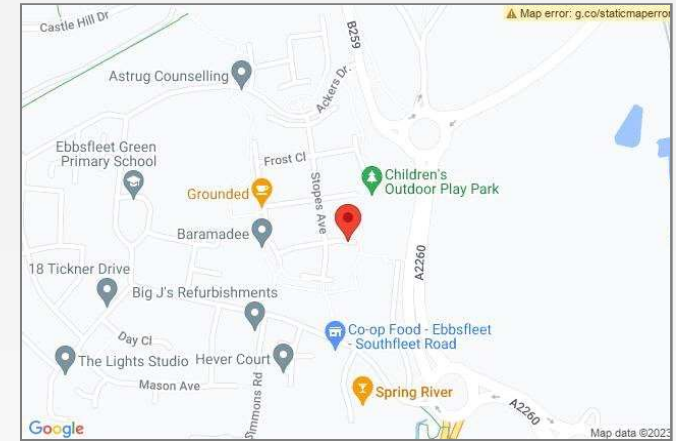 Castle Hill Dr
B259
Map error: g.co/staticmaperror
Astrug Counselling
Ackers Dr.
Ebbsfleet Green
Primary School
Frost Cl
Stopes Ave
Children's
Outdoor Play Park
Grounded
Baramadee
A2260
18 Tickner Drive
Big J's Refurbishments
Day Cl
Co-op Food - Ebbsfleet
- Southfleet Road
The Lights Studio
Hever Court
Mason Ave
Simmons Rd
Spring River
A2260
Google
Map data ©2023